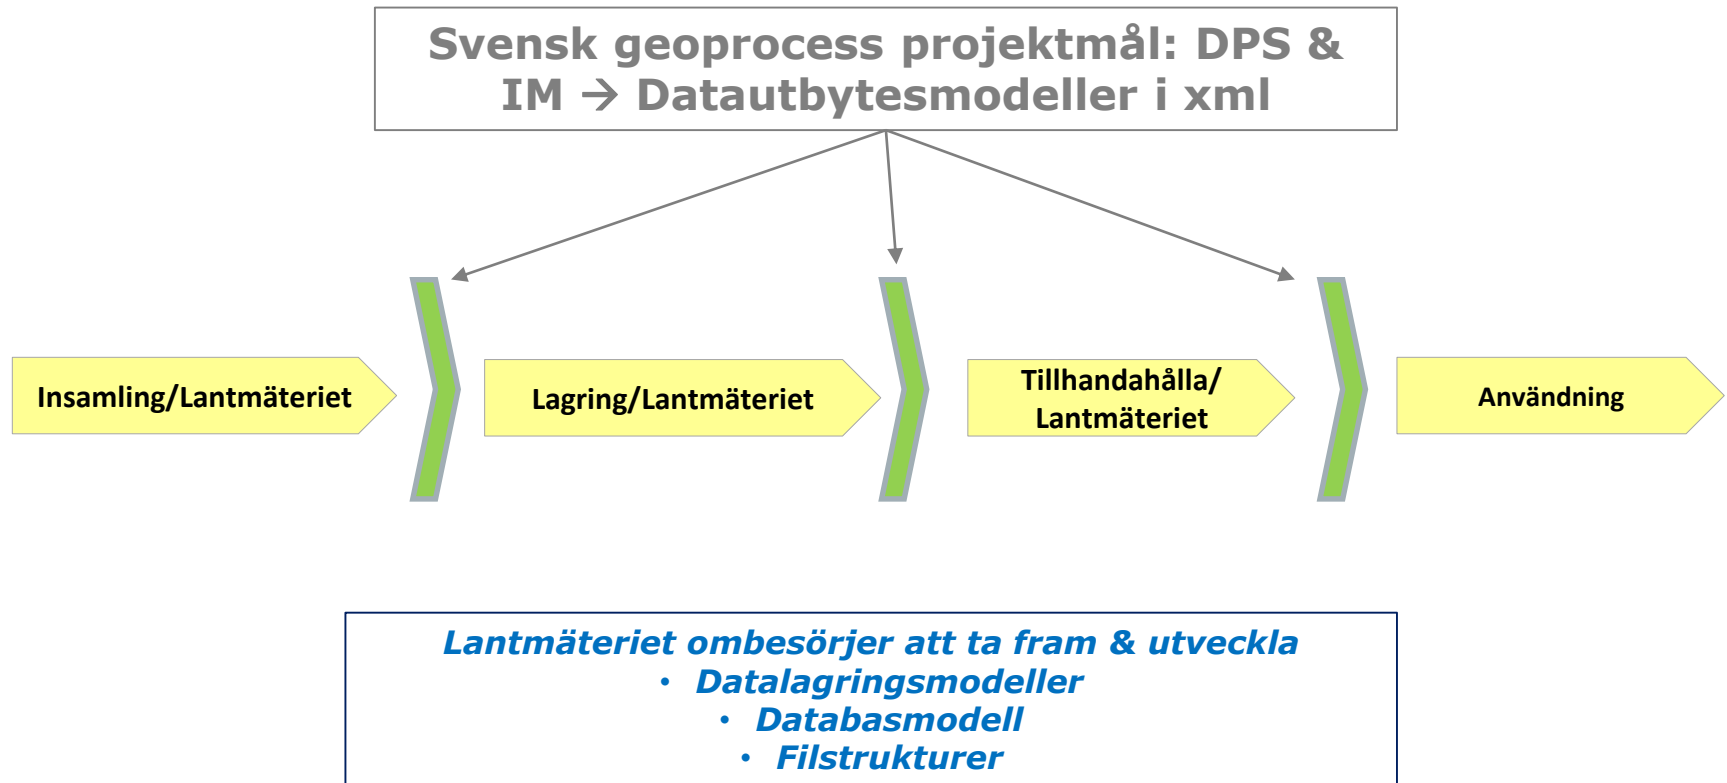 Svensk geoprocess projektmål: DPS &
IM → Datautbytesmodeller i xml
Insamling/Lantmäteriet
Lagring/Lantmäteriet
Tillhandahålla/
Lantmäteriet
Användning
Lantmäteriet ombesörjer att ta fram & utveckla
• Datalagringsmodeller
• Databasmodell
• Filstrukturer